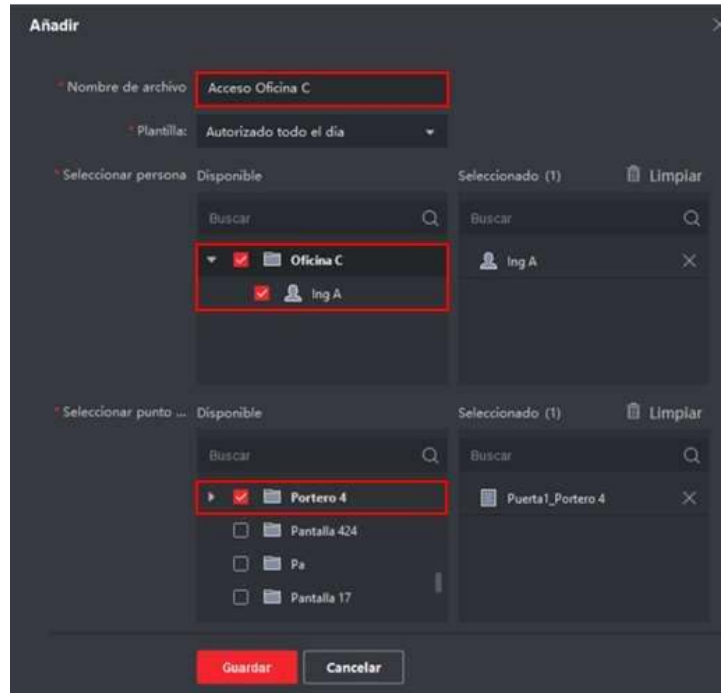 Añadir
* Nombre de archivo Acceso Oficina C
* Plantilla: Autorizado todo el día
* Seleccionar persona Disponible Seleccionado (1) Limpiar
Buscar Buscar
Oficina C Ing A
Ing A
* Seleccionar punto ... Disponible Seleccionado (1) Limpiar
Buscar Buscar
Portero 4 Puerta1_Portero 4
Pantalla 424
Pa
Pantalla 17
Guardar Cancelar